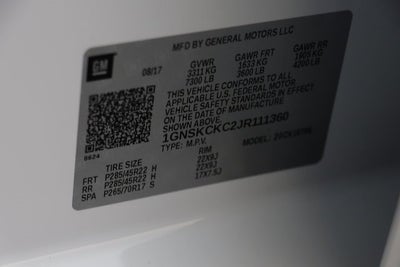 GM
MFD BY GENERAL MOTORS LLC
08/17 GVWR GAWR FRT GAWR RR
3311 KG 1633 KG 1905 KG
7300 LB 3600 LB 4200 LB
THIS VEHICLE CONFORMS TO ALL
APPLICABLE U.S. FEDERAL MOTOR
VEHICLE SAFETY STANDARDS IN EFFECT
ON THE DATE OF MANUFACTURE
SHOWN ABOVE.
1GNSKCKC2JR111360
8624 TYPE: M.P.V. MODEL:
TIRE SIZE RIM
FRT P285/45R22 H 22X9J
RR P285/45R22 H 22X9J
SPA P265/70R17 S 17X7.5J